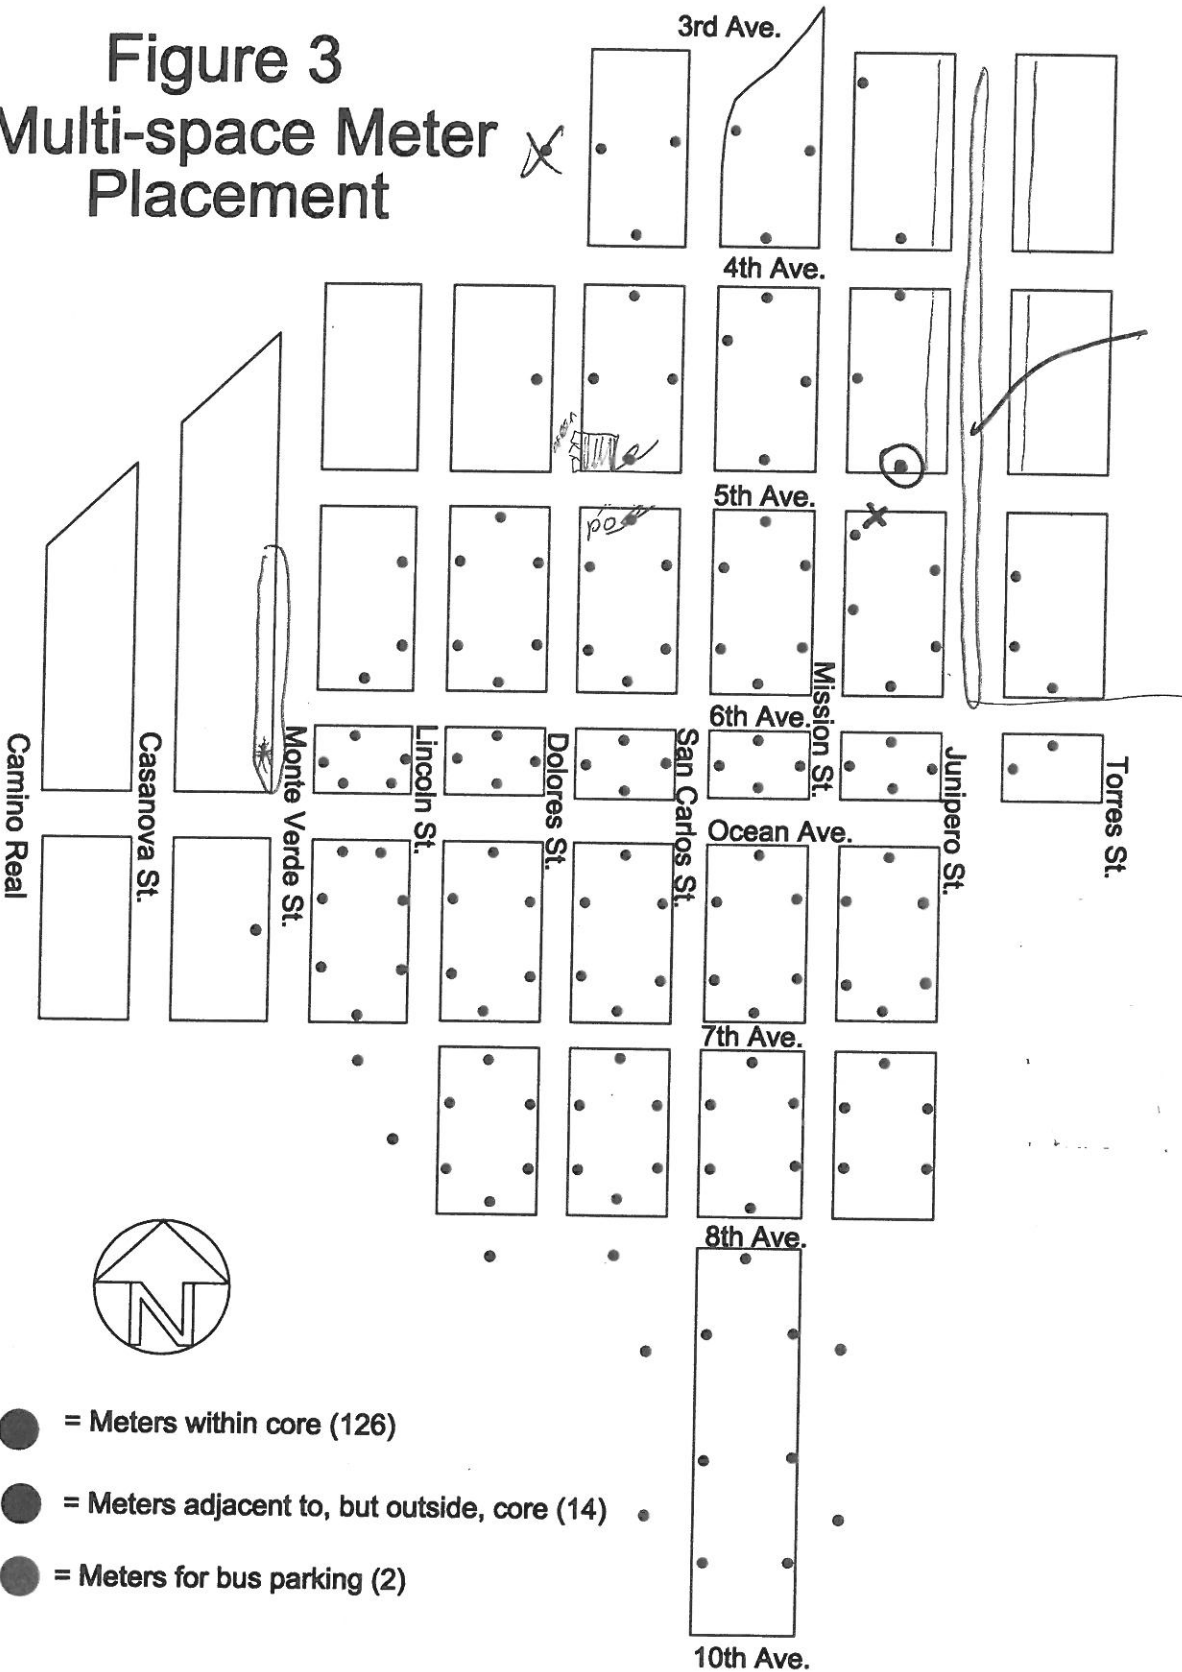 Figure 3
Multi-space Meter
Placement
3rd Ave.
4th Ave.
5th Ave.
6th Ave.
Mission St.
Camino Real
Casanova St.
Monte Verde St.
Lincoln St.
Dolores St.
San Carlos St.
Junipero St.
Torres St.
Ocean Ave.
7th Ave.
8th Ave.
N
= Meters within core (126)
= Meters adjacent to, but outside, core (14)
= Meters for bus parking (2)
10th Ave.